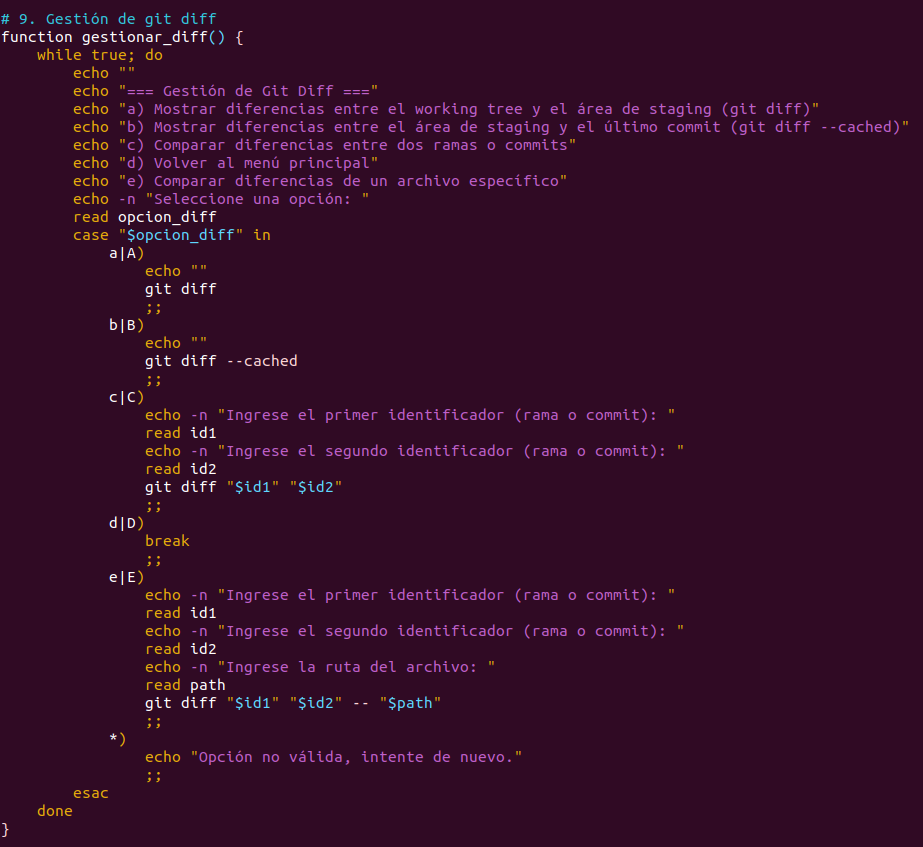 # 9. Gestión de git diff
function gestionar_diff() {
    while true; do
        echo ""
        echo "=== Gestión de Git Diff ==="
        echo "a) Mostrar diferencias entre el working tree y el área de staging (git diff)"
        echo "b) Mostrar diferencias entre el área de staging y el último commit (git diff --cached)"
        echo "c) Comparar diferencias entre dos ramas o commits"
        echo "d) Volver al menú principal"
        echo "e) Comparar diferencias de un archivo específico"
        echo -n "Seleccione una opción: "
        read opcion_diff
        case "$opcion_diff" in
            a|A)
                echo ""
                git diff
                ;;
            b|B)
                echo ""
                git diff --cached
                ;;
            c|C)
                echo -n "Ingrese el primer identificador (rama o commit): "
                read id1
                echo -n "Ingrese el segundo identificador (rama o commit): "
                read id2
                git diff "$id1" "$id2"
                ;;
            d|D)
                break
                ;;
            e|E)
                echo -n "Ingrese el primer identificador (rama o commit): "
                read id1
                echo -n "Ingrese el segundo identificador (rama o commit): "
                read id2
                echo -n "Ingrese la ruta del archivo: "
                read path
                git diff "$id1" "$id2" -- "$path"
                ;;
            *)
                echo "Opción no válida, intente de nuevo."
                ;;
        esac
    done
}